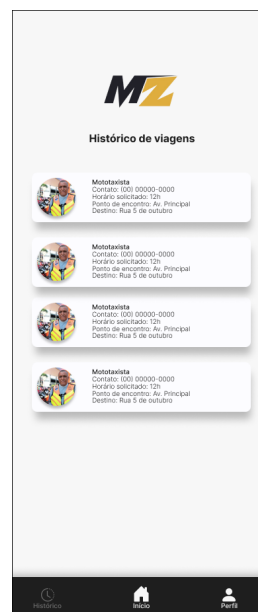 MZ
Histórico de viagens
Mototaxista
Contato: (00) 00000-0000
Horário solicitado: 12h
Ponto de encontro: Av. Principal
Destino: Rua 5 de outubro
Mototaxista
Contato: (00) 00000-0000
Horário solicitado: 12h
Ponto de encontro: Av. Principal
Destino: Rua 5 de outubro
Mototaxista
Contato: (00) 00000-0000
Horário solicitado: 12h
Ponto de encontro: Av. Principal
Destino: Rua 5 de outubro
Mototaxista
Contato: (00) 00000-0000
Horário solicitado: 12h
Ponto de encontro: Av. Principal
Destino: Rua 5 de outubro
Histórico
Início
Perfil